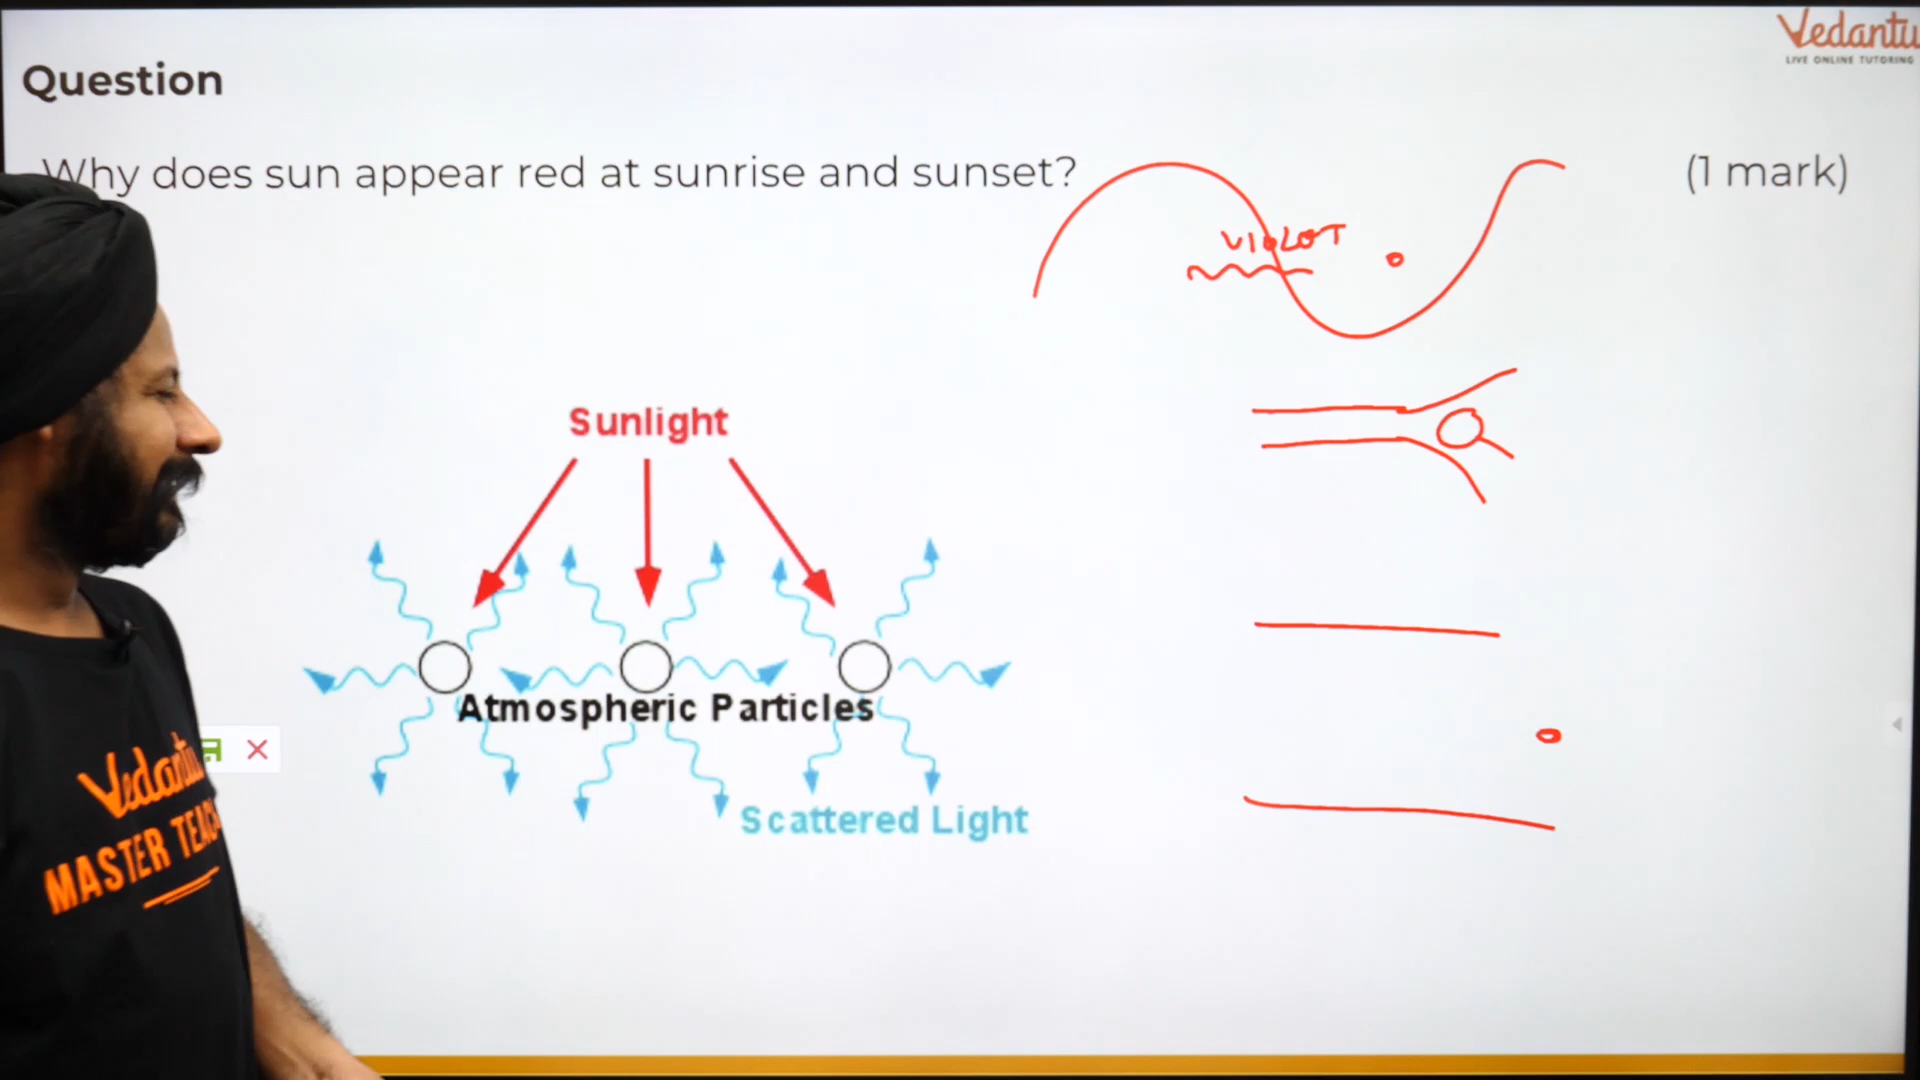 Vedantu
LIVE ONLINE TUTORING
Question
Why does sun appear red at sunrise and sunset?
(1 mark)
VIOLET
Sunlight
Atmospheric Particles
Scattered Light
Vedantu
MASTER TEACH